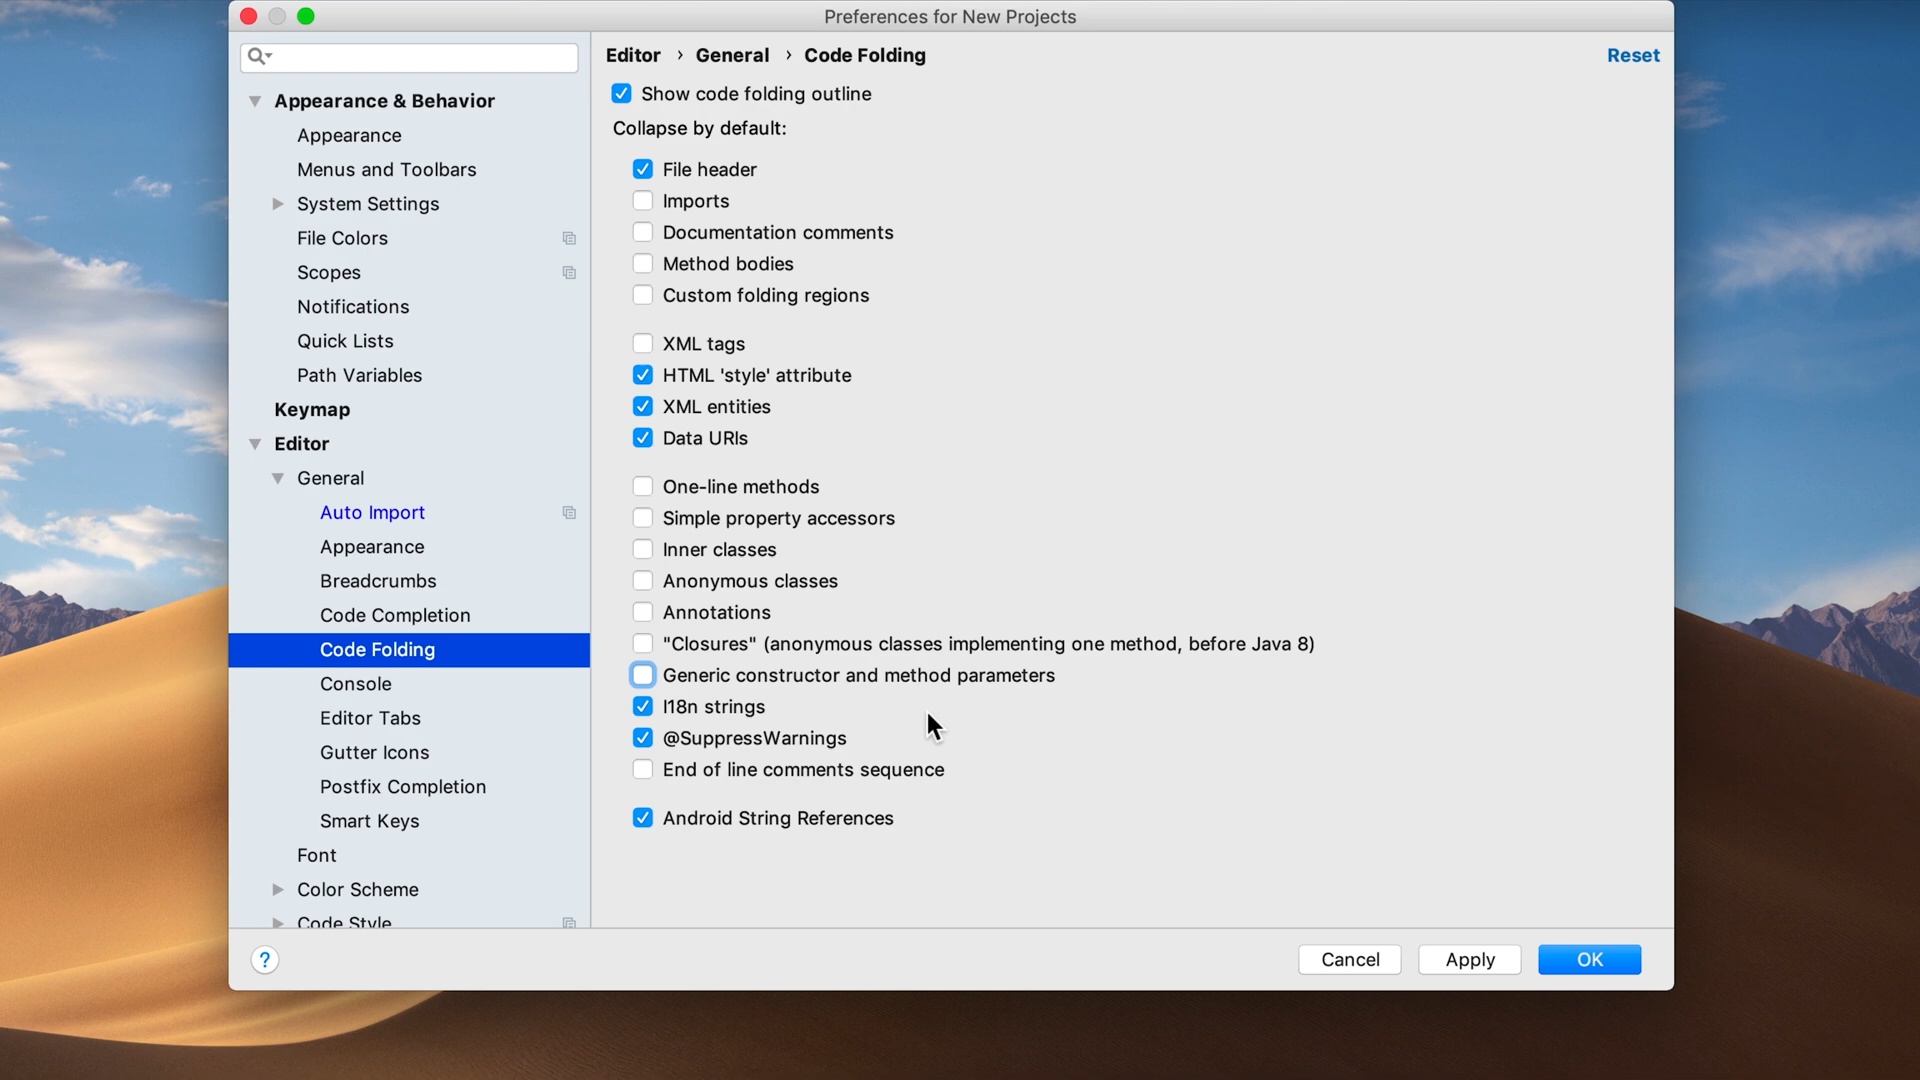 Preferences for New Projects
Appearance & Behavior
Appearance
Menus and Toolbars
System Settings
File Colors
Scopes
Notifications
Quick Lists
Path Variables
Keymap
Editor
General
Auto Import
Appearance
Breadcrumbs
Code Completion
Code Folding
Console
Editor Tabs
Gutter Icons
Postfix Completion
Smart Keys
Font
Color Scheme
Code Style
Editor › General › Code Folding
Reset
Show code folding outline
Collapse by default:
File header
Imports
Documentation comments
Method bodies
Custom folding regions
XML tags
HTML 'style' attribute
XML entities
Data URIs
One-line methods
Simple property accessors
Inner classes
Anonymous classes
Annotations
"Closures" (anonymous classes implementing one method, before Java 8)
Generic constructor and method parameters
I18n strings
@SuppressWarnings
End of line comments sequence
Android String References
?
Cancel
Apply
OK